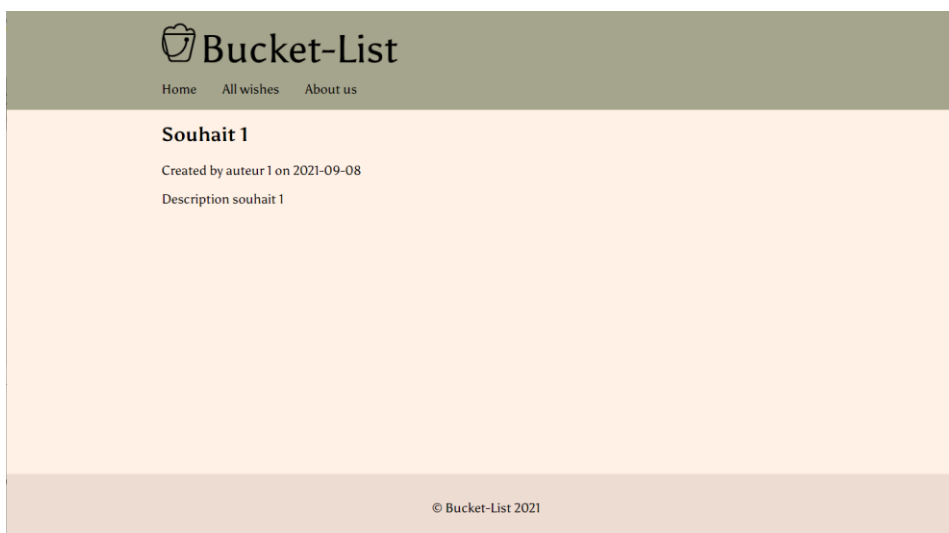 Bucket-List
Home All wishes About us
Souhait 1
Created by auteur 1 on 2021-09-08
Description souhait 1
© Bucket-List 2021